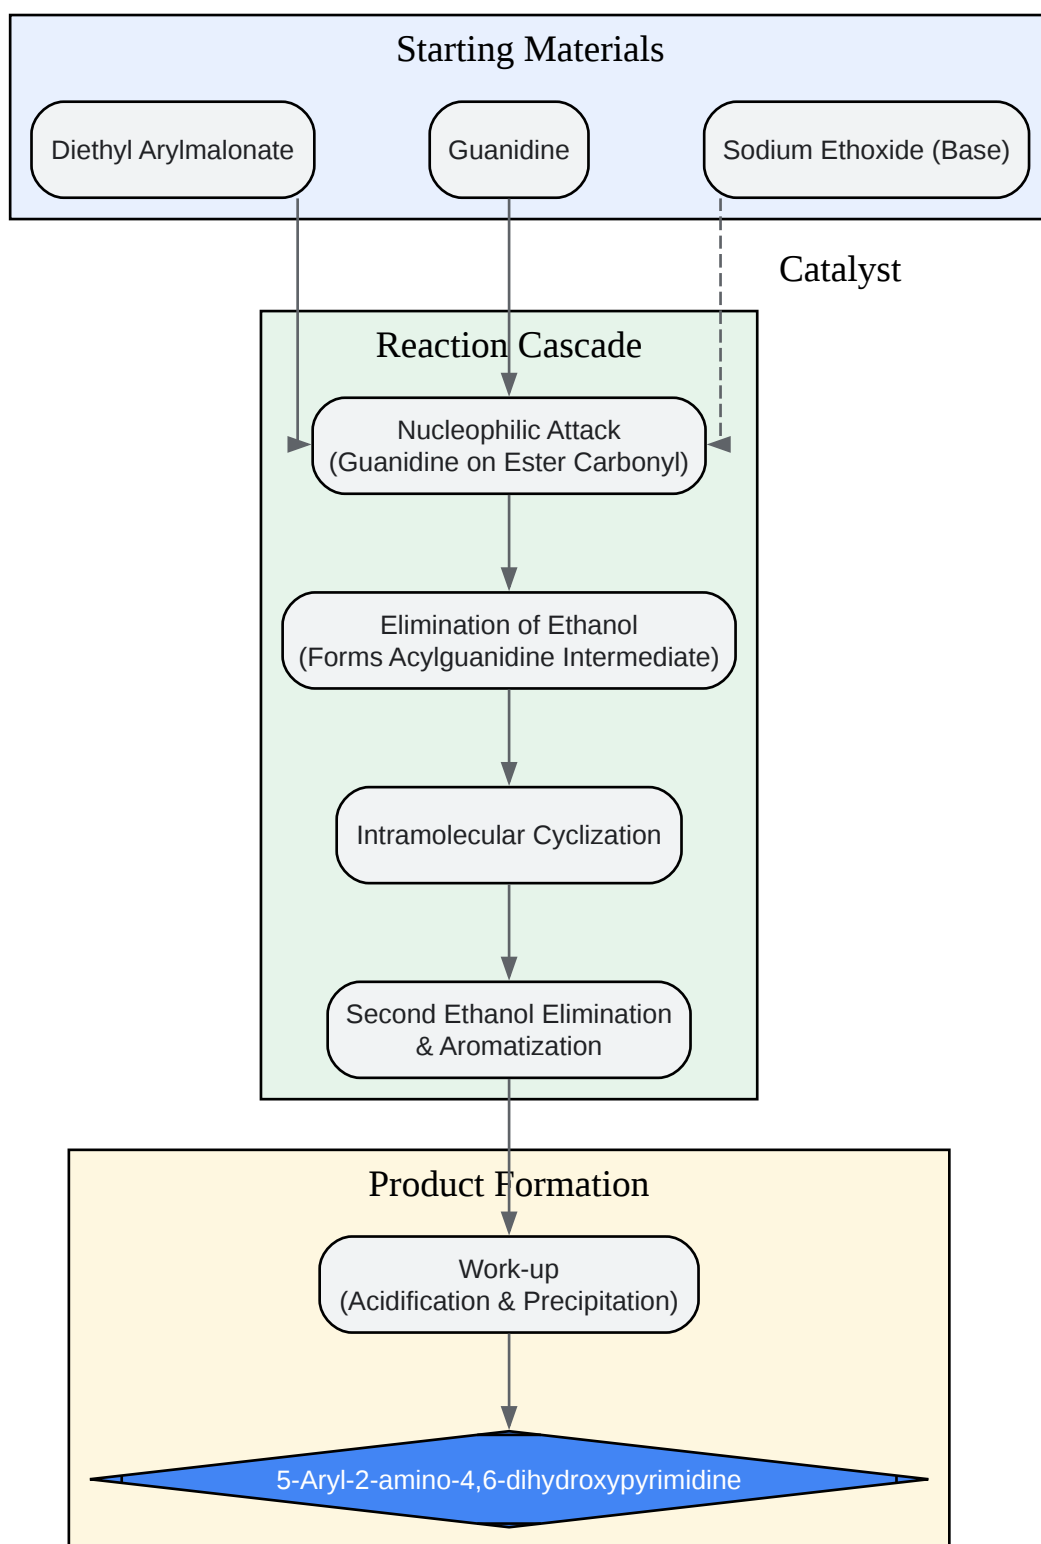 Starting Materials
Diethyl Arylmalonate
Guanidine
Sodium Ethoxide (Base)
Catalyst
Reaction Cascade
Nucleophilic Attack
(Guanidine on Ester Carbonyl)
Elimination of Ethanol
(Forms Acylguanidine Intermediate)
Intramolecular Cyclization
Second Ethanol Elimination
& Aromatization
Product Formation
Work-up
(Acidification & Precipitation)
5-Aryl-2-amino-4,6-dihydroxypyrimidine